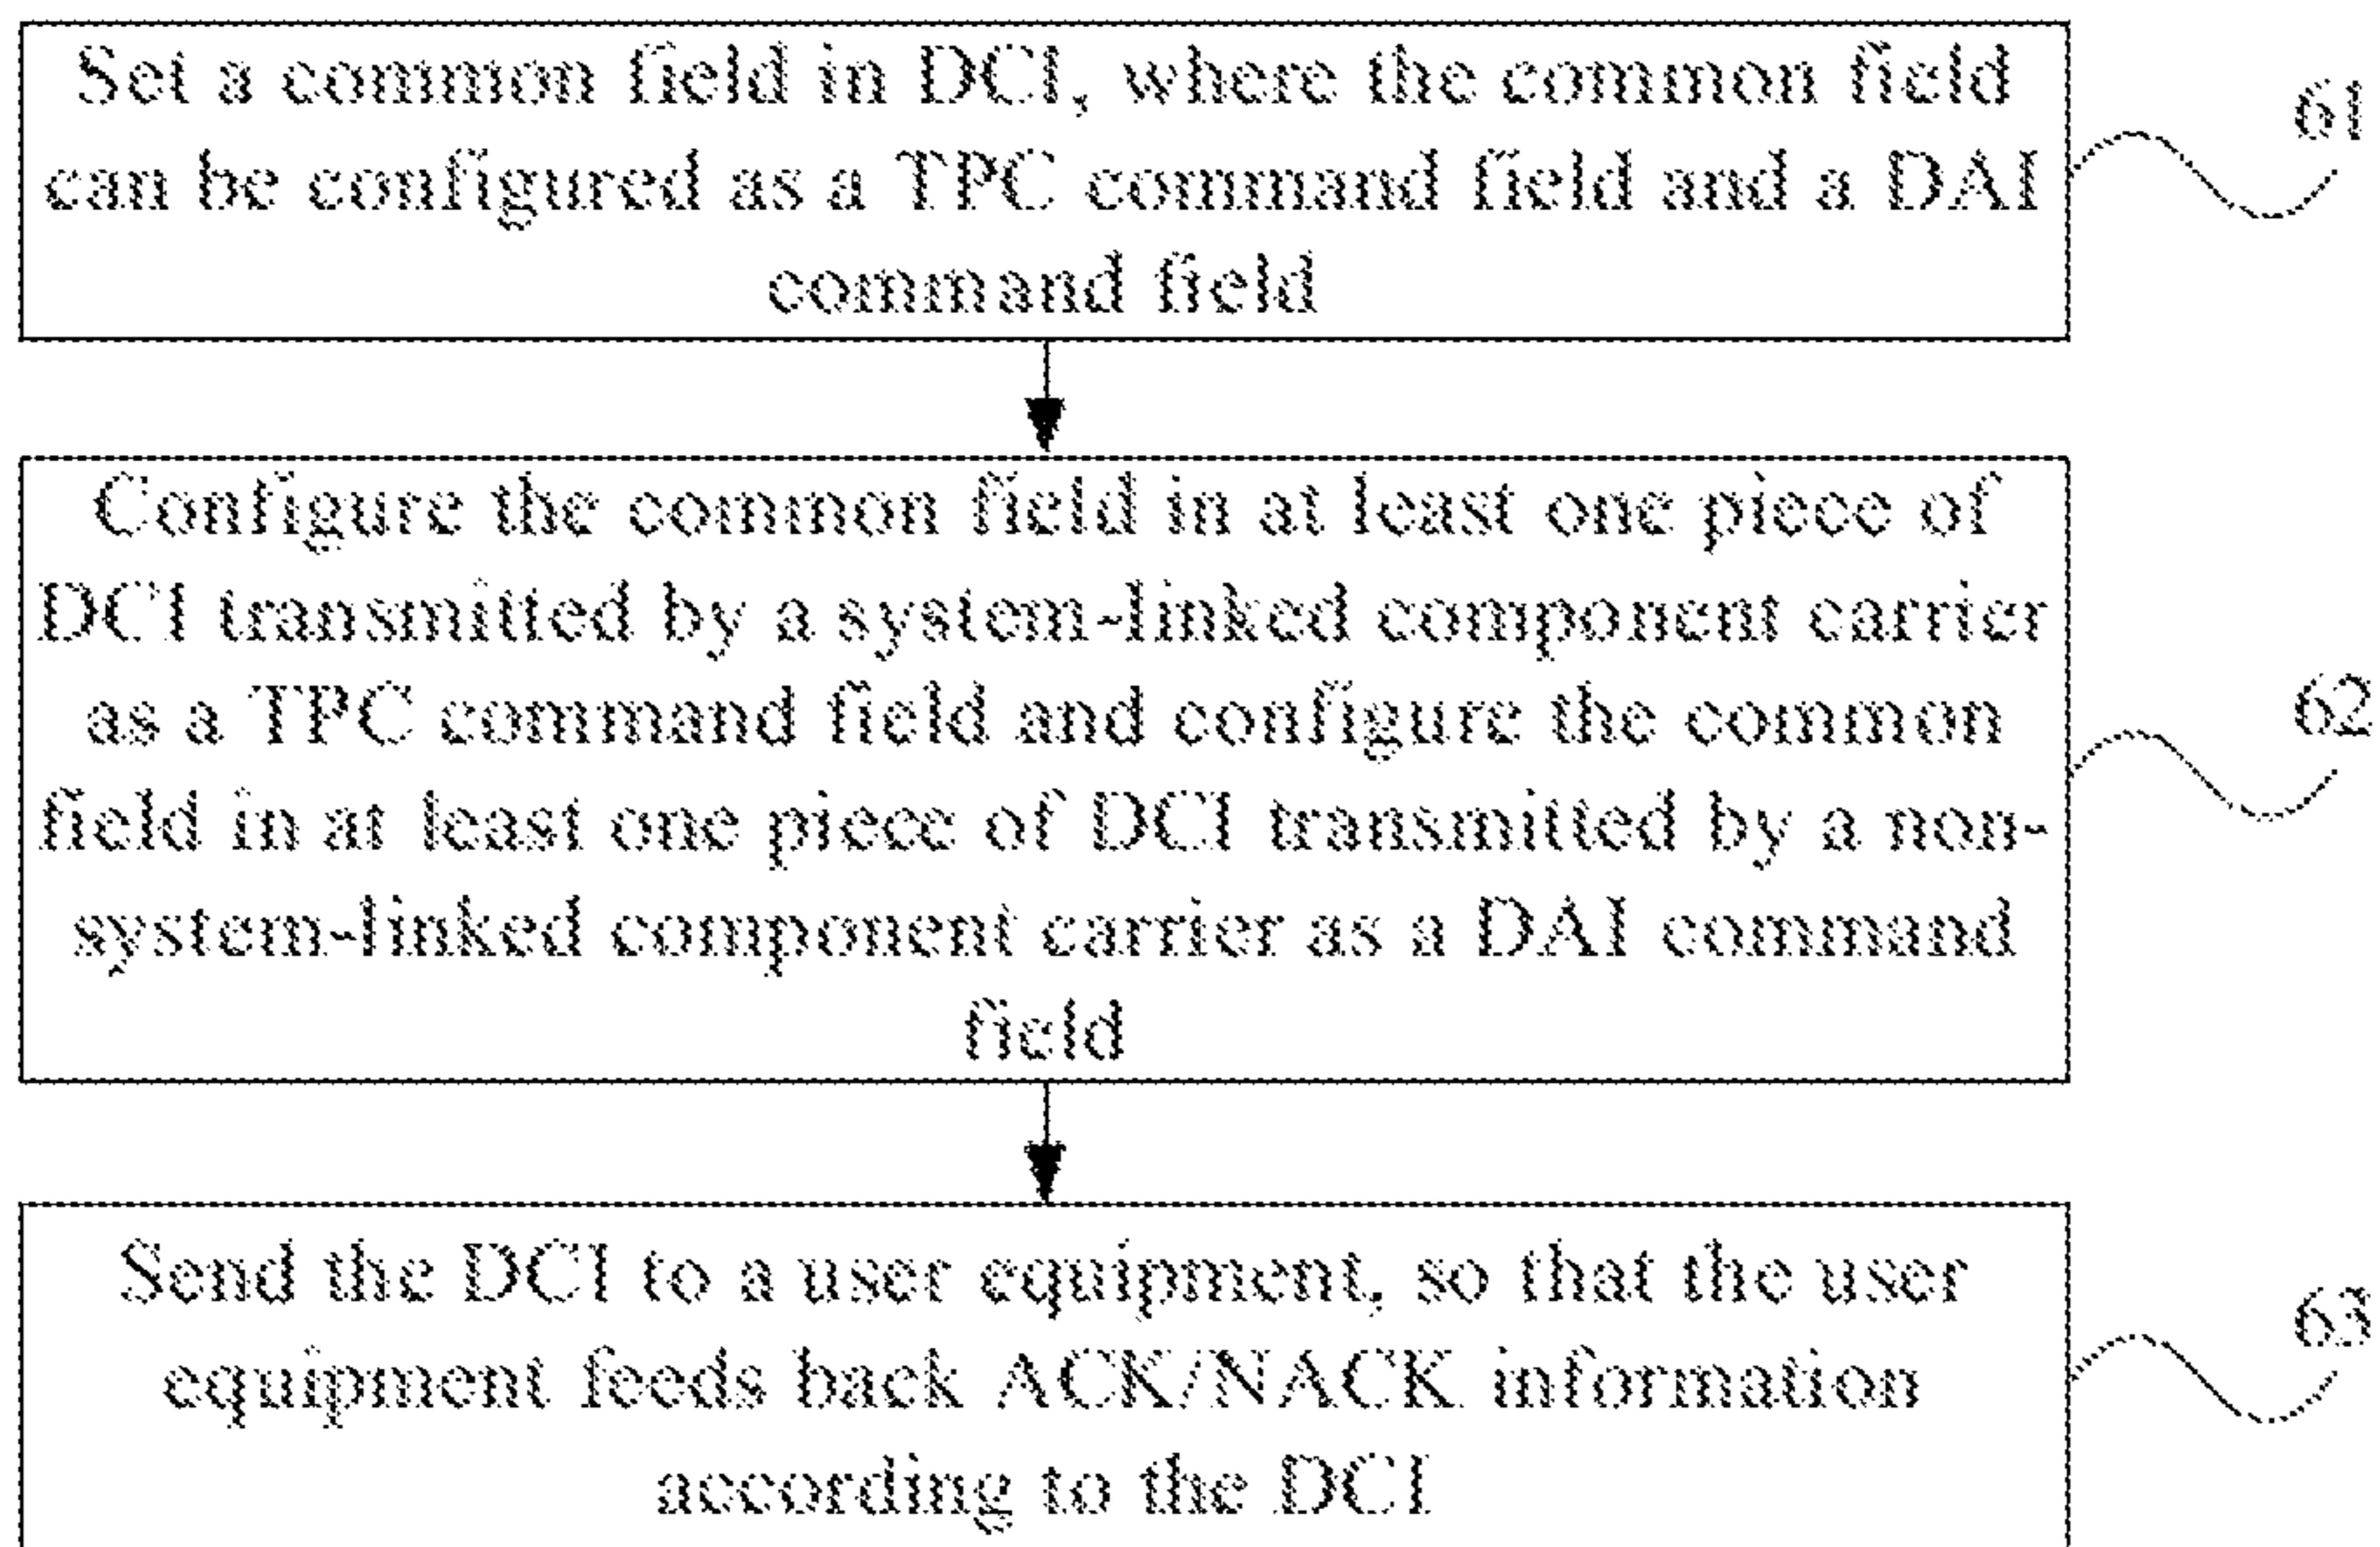 Set a common field in DCI, where the common field
can be configured as a TPC command field and a DAI
command field
61
Configure the common field in at least one piece of
DCI transmitted by a system-linked component carrier
as a TPC command field and configure the common
field in at least one piece of DCI transmitted by a non-
system-linked component carrier as a DAI command
field
62
Send the DCI to a user equipment, so that the user
equipment feeds back ACK/NACK information
according to the DCI
63